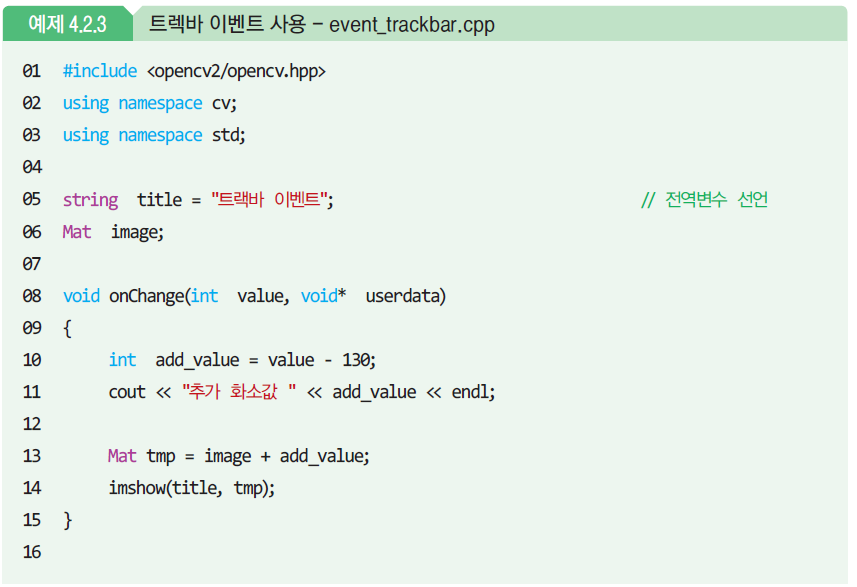 예제 4.2.3 트렉바 이벤트 사용 - event_trackbar.cpp
01 #include <opencv2/opencv.hpp>
02 using namespace cv;
03 using namespace std;
04
05 string title = "트랙바 이벤트"; // 전역변수 선언
06 Mat image;
07
08 void onChange(int value, void* userdata)
09 {
10 int add_value = value - 130;
11 cout << "추가 화소값 " << add_value << endl;
12
13 Mat tmp = image + add_value;
14 imshow(title, tmp);
15 }
16